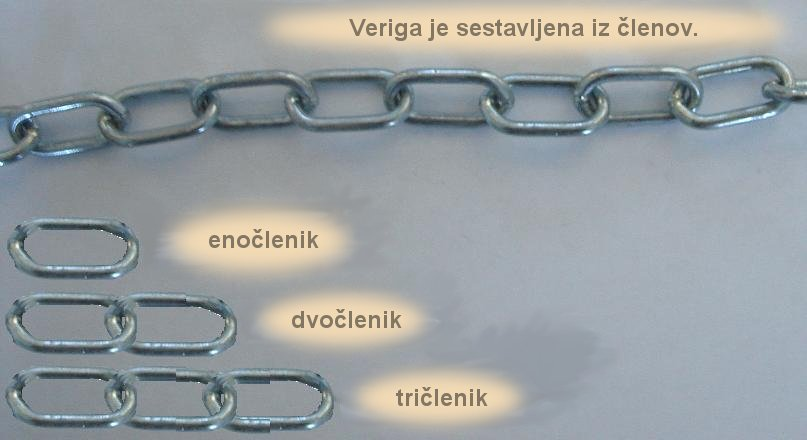 Veriga je sestavljena iz členov.
enočlenik
dvočlenik
tričlenik